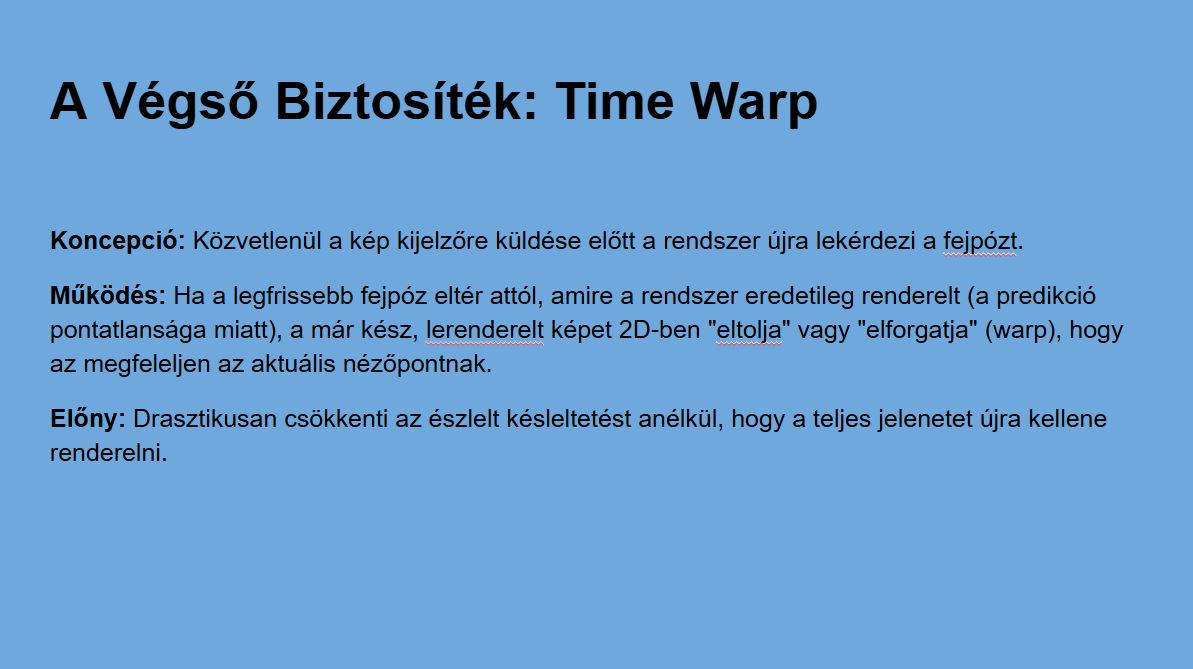 A Végső Biztosíték: Time Warp
Koncepció: Közvetlenül a kép kijelzőre küldése előtt a rendszer újra lekérdezi a fejpózt.
Működés: Ha a legfrissebb fejpóz eltér attól, amire a rendszer eredetileg renderelt (a predikció
pontatlansága miatt), a már kész, lerenderelt képet 2D-ben "eltolja" vagy "elforgatja" (warp), hogy
az megfeleljen az aktuális nézőpontnak.
Előny: Drasztikusan csökkenti az észlelt késleltetést anélkül, hogy a teljes jelenetet újra kellene
renderelni.